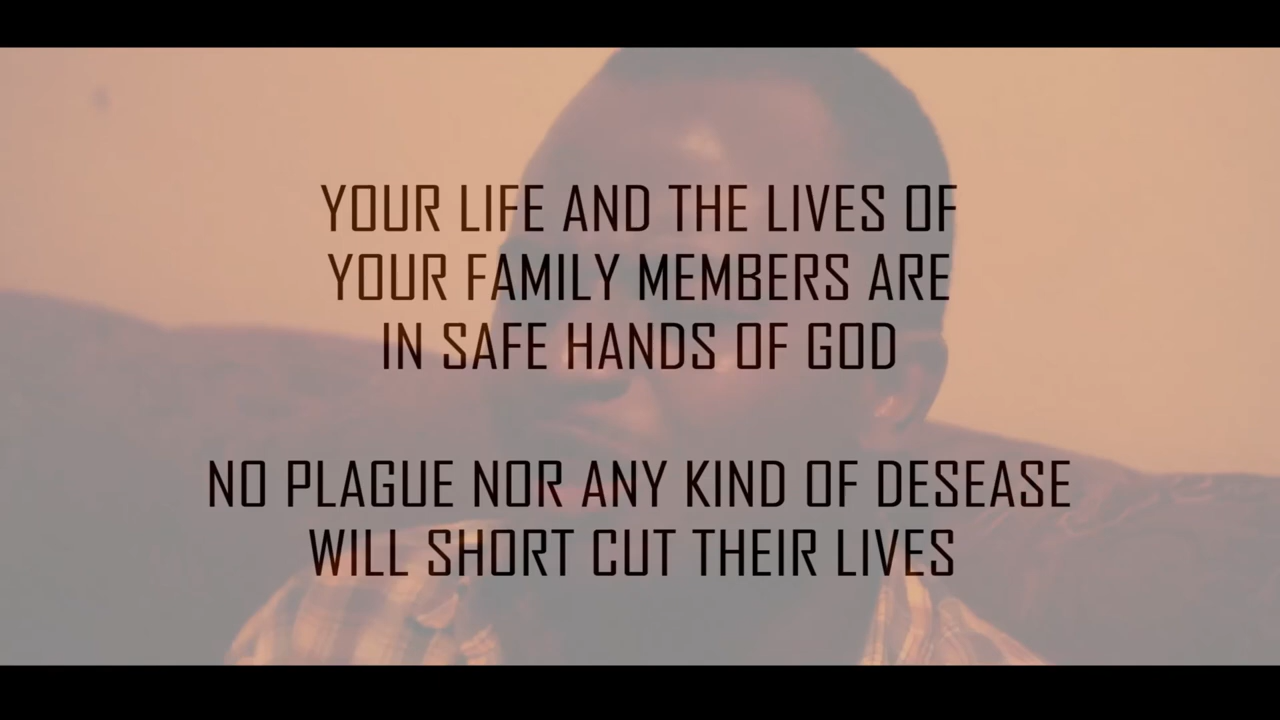 YOUR LIFE AND THE LIVES OF
YOUR FAMILY MEMBERS ARE
IN SAFE HANDS OF GOD
NO PLAGUE NOR ANY KIND OF DESEASE
WILL SHORT CUT THEIR LIVES